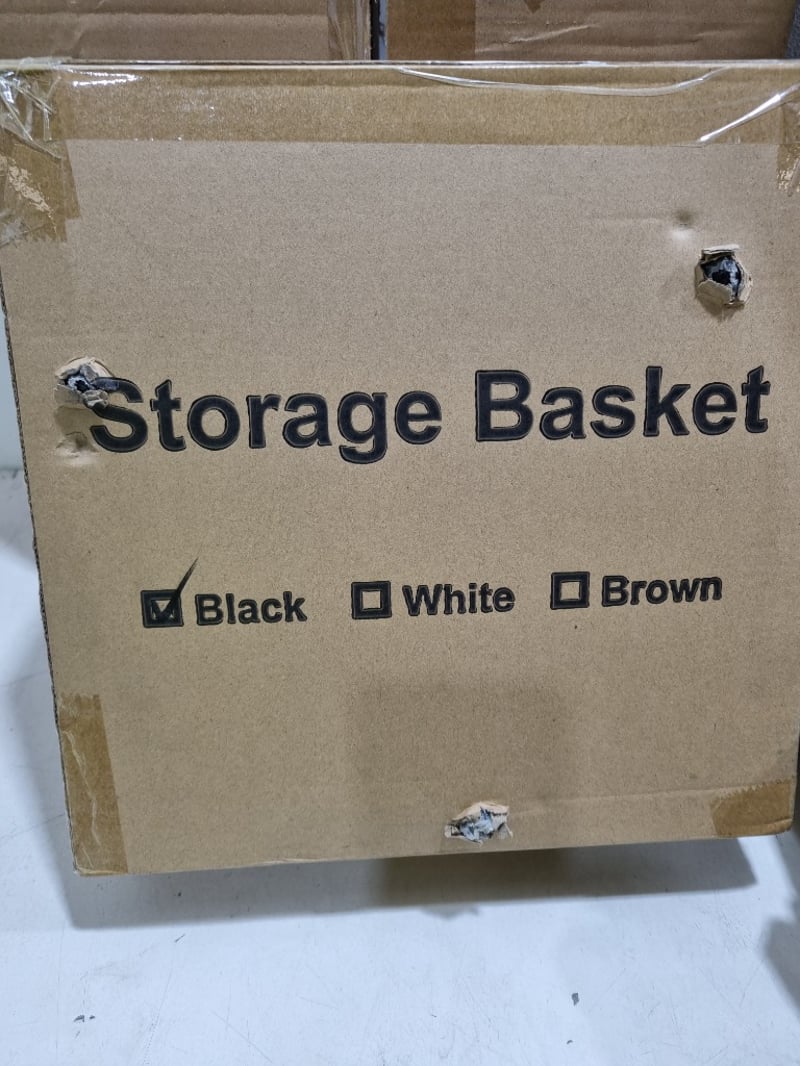 Storage Basket
☑ Black ☐ White ☐ Brown